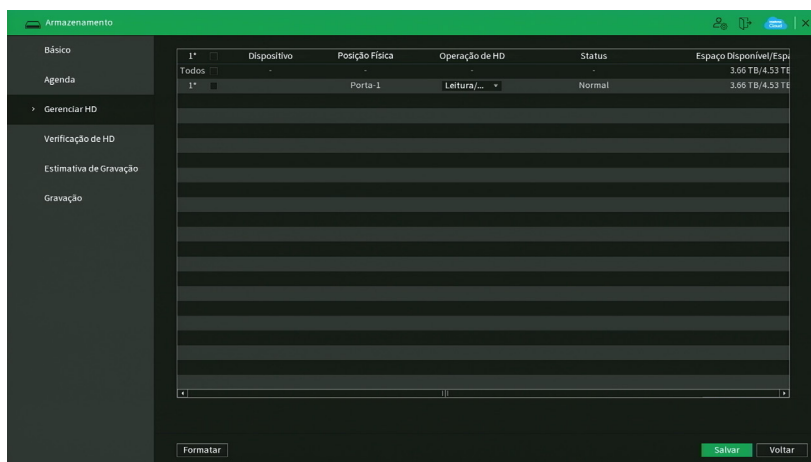 Armazenamento
Básico
Agenda
Gerenciar HD
Verificação de HD
Estimativa de Gravação
Gravação
1* Dispositivo Posição Física Operação de HD Status Espaço Disponível/Espa
Todos - - - - 3.66 TB/4.53 TB
1* Porta-1 Leitura/... Normal 3.66 TB/4.53 TB
Formatar Salvar Voltar